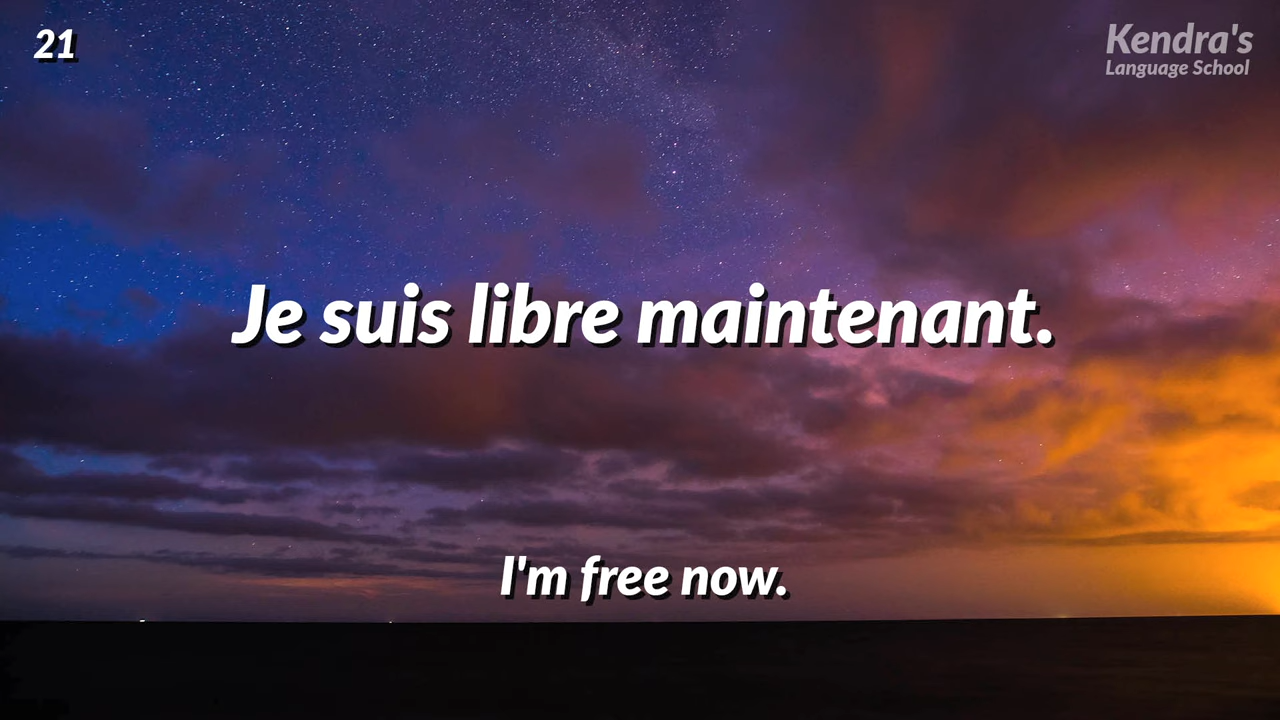 21
Kendra's
Language School
Je suis libre maintenant.
I'm free now.